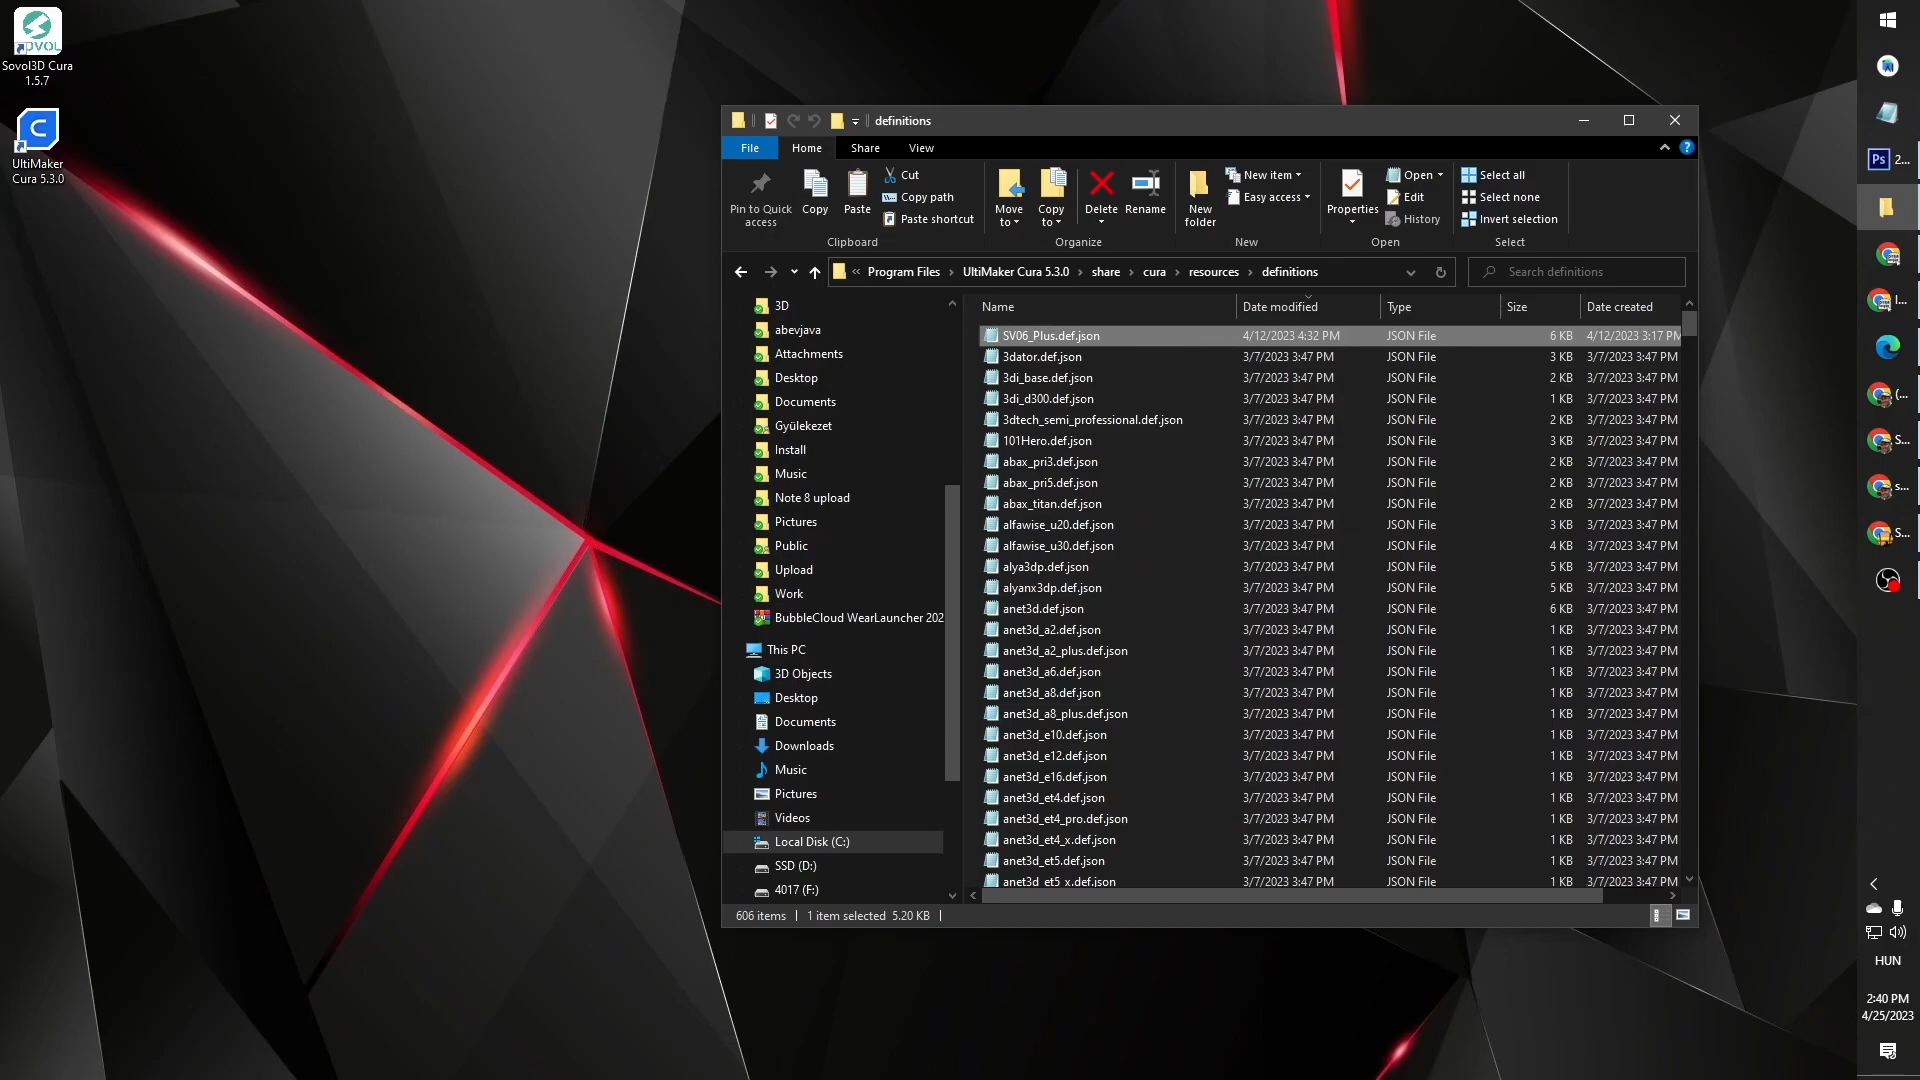 DVOL
Sovol3D Cura
1.5.7
C
UltiMaker
Cura 5.3.0
definitions
File
Home
Share
View
Pin to Quick
access
Copy
Paste
Cut
Copy path
Paste shortcut
Clipboard
Move
to
Copy
to
Delete
Rename
Organize
New
folder
New item
Easy access
New
Properties
Open
Edit
History
Open
Select all
Select none
Invert selection
Select
« Program Files › UltiMaker Cura 5.3.0 › share › cura › resources › definitions
Search definitions
3D
abevjava
Attachments
Desktop
Documents
Gyülekezet
Install
Music
Note 8 upload
Pictures
Public
Upload
Work
BubbleCloud WearLauncher 202
This PC
3D Objects
Desktop
Documents
Downloads
Music
Pictures
Videos
Local Disk (C:)
SSD (D:)
4017 (F:)
Name Date modified Type Size Date created
SV06_Plus.def.json 4/12/2023 4:32 PM JSON File 6 KB 4/12/2023 3:17 PM
3dator.def.json 3/7/2023 3:47 PM JSON File 3 KB 3/7/2023 3:47 PM
3di_base.def.json 3/7/2023 3:47 PM JSON File 2 KB 3/7/2023 3:47 PM
3di_d300.def.json 3/7/2023 3:47 PM JSON File 1 KB 3/7/2023 3:47 PM
3dtech_semi_professional.def.json 3/7/2023 3:47 PM JSON File 2 KB 3/7/2023 3:47 PM
101Hero.def.json 3/7/2023 3:47 PM JSON File 3 KB 3/7/2023 3:47 PM
abax_pri3.def.json 3/7/2023 3:47 PM JSON File 2 KB 3/7/2023 3:47 PM
abax_pri5.def.json 3/7/2023 3:47 PM JSON File 2 KB 3/7/2023 3:47 PM
abax_titan.def.json 3/7/2023 3:47 PM JSON File 2 KB 3/7/2023 3:47 PM
alfawise_u20.def.json 3/7/2023 3:47 PM JSON File 3 KB 3/7/2023 3:47 PM
alfawise_u30.def.json 3/7/2023 3:47 PM JSON File 4 KB 3/7/2023 3:47 PM
alya3dp.def.json 3/7/2023 3:47 PM JSON File 5 KB 3/7/2023 3:47 PM
alyanx3dp.def.json 3/7/2023 3:47 PM JSON File 5 KB 3/7/2023 3:47 PM
anet3d.def.json 3/7/2023 3:47 PM JSON File 6 KB 3/7/2023 3:47 PM
anet3d_a2.def.json 3/7/2023 3:47 PM JSON File 1 KB 3/7/2023 3:47 PM
anet3d_a2_plus.def.json 3/7/2023 3:47 PM JSON File 1 KB 3/7/2023 3:47 PM
anet3d_a6.def.json 3/7/2023 3:47 PM JSON File 1 KB 3/7/2023 3:47 PM
anet3d_a8.def.json 3/7/2023 3:47 PM JSON File 1 KB 3/7/2023 3:47 PM
anet3d_a8_plus.def.json 3/7/2023 3:47 PM JSON File 1 KB 3/7/2023 3:47 PM
anet3d_e10.def.json 3/7/2023 3:47 PM JSON File 1 KB 3/7/2023 3:47 PM
anet3d_e12.def.json 3/7/2023 3:47 PM JSON File 1 KB 3/7/2023 3:47 PM
anet3d_e16.def.json 3/7/2023 3:47 PM JSON File 1 KB 3/7/2023 3:47 PM
anet3d_et4.def.json 3/7/2023 3:47 PM JSON File 1 KB 3/7/2023 3:47 PM
anet3d_et4_pro.def.json 3/7/2023 3:47 PM JSON File 1 KB 3/7/2023 3:47 PM
anet3d_et4_x.def.json 3/7/2023 3:47 PM JSON File 1 KB 3/7/2023 3:47 PM
anet3d_et5.def.json 3/7/2023 3:47 PM JSON File 1 KB 3/7/2023 3:47 PM
anet3d_et5_x.def.json 3/7/2023 3:47 PM JSON File 1 KB 3/7/2023 3:47 PM
606 items 1 item selected 5.20 KB
Ps 2...
I...
(...
S...
s...
S...
HUN
2:40 PM
4/25/2023